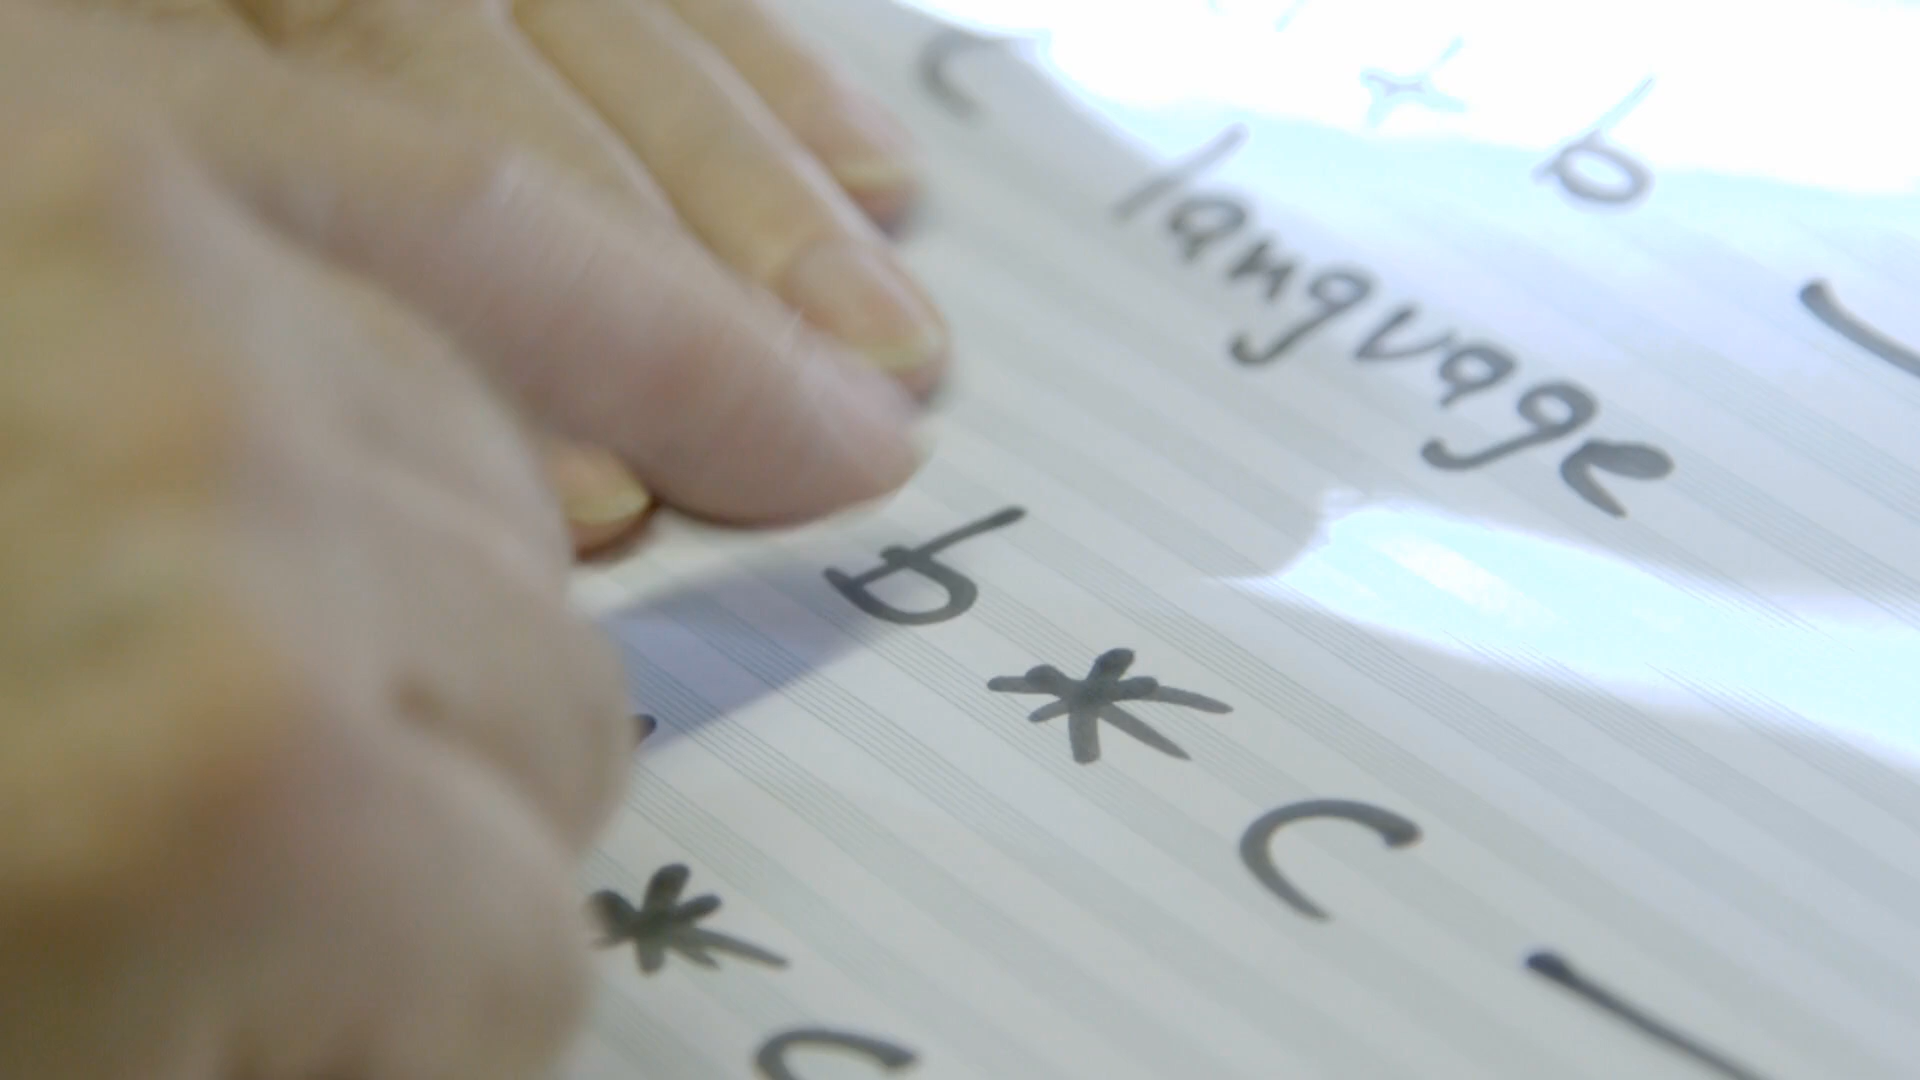 + b
c language
b * c
* c